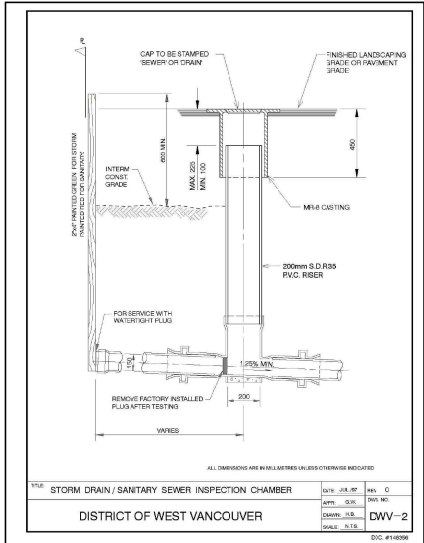 PL
CAP TO BE STAMPED
'SEWER' OR 'DRAIN'
FINISHED LANDSCAPING
GRADE OR PAVEMENT
GRADE
2"x4" PAINTED GREEN FOR STORM
PAINTED RED FOR SANITARY
600 MIN.
MAX. 225
MIN. 100
450
INTERM
CONST.
GRADE
MR-8 CASTING
200mm S.D.R35
P.V.C. RISER
FOR SERVICE WITH
WATERTIGHT PLUG
150
1.25% MIN.
REMOVE FACTORY INSTALLED
PLUG AFTER TESTING
200
VARIES
ALL DIMENSIONS ARE IN MILLIMETRES UNLESS OTHERWISE INDICATED
TITLE: STORM DRAIN / SANITARY SEWER INSPECTION CHAMBER
DATE: JUL./97 REV. 0
DISTRICT OF WEST VANCOUVER
APPR: G.W. DWG. NO.
DRAWN: H.B. DWV-2
SCALE: N.T.S.
DOC. #146356